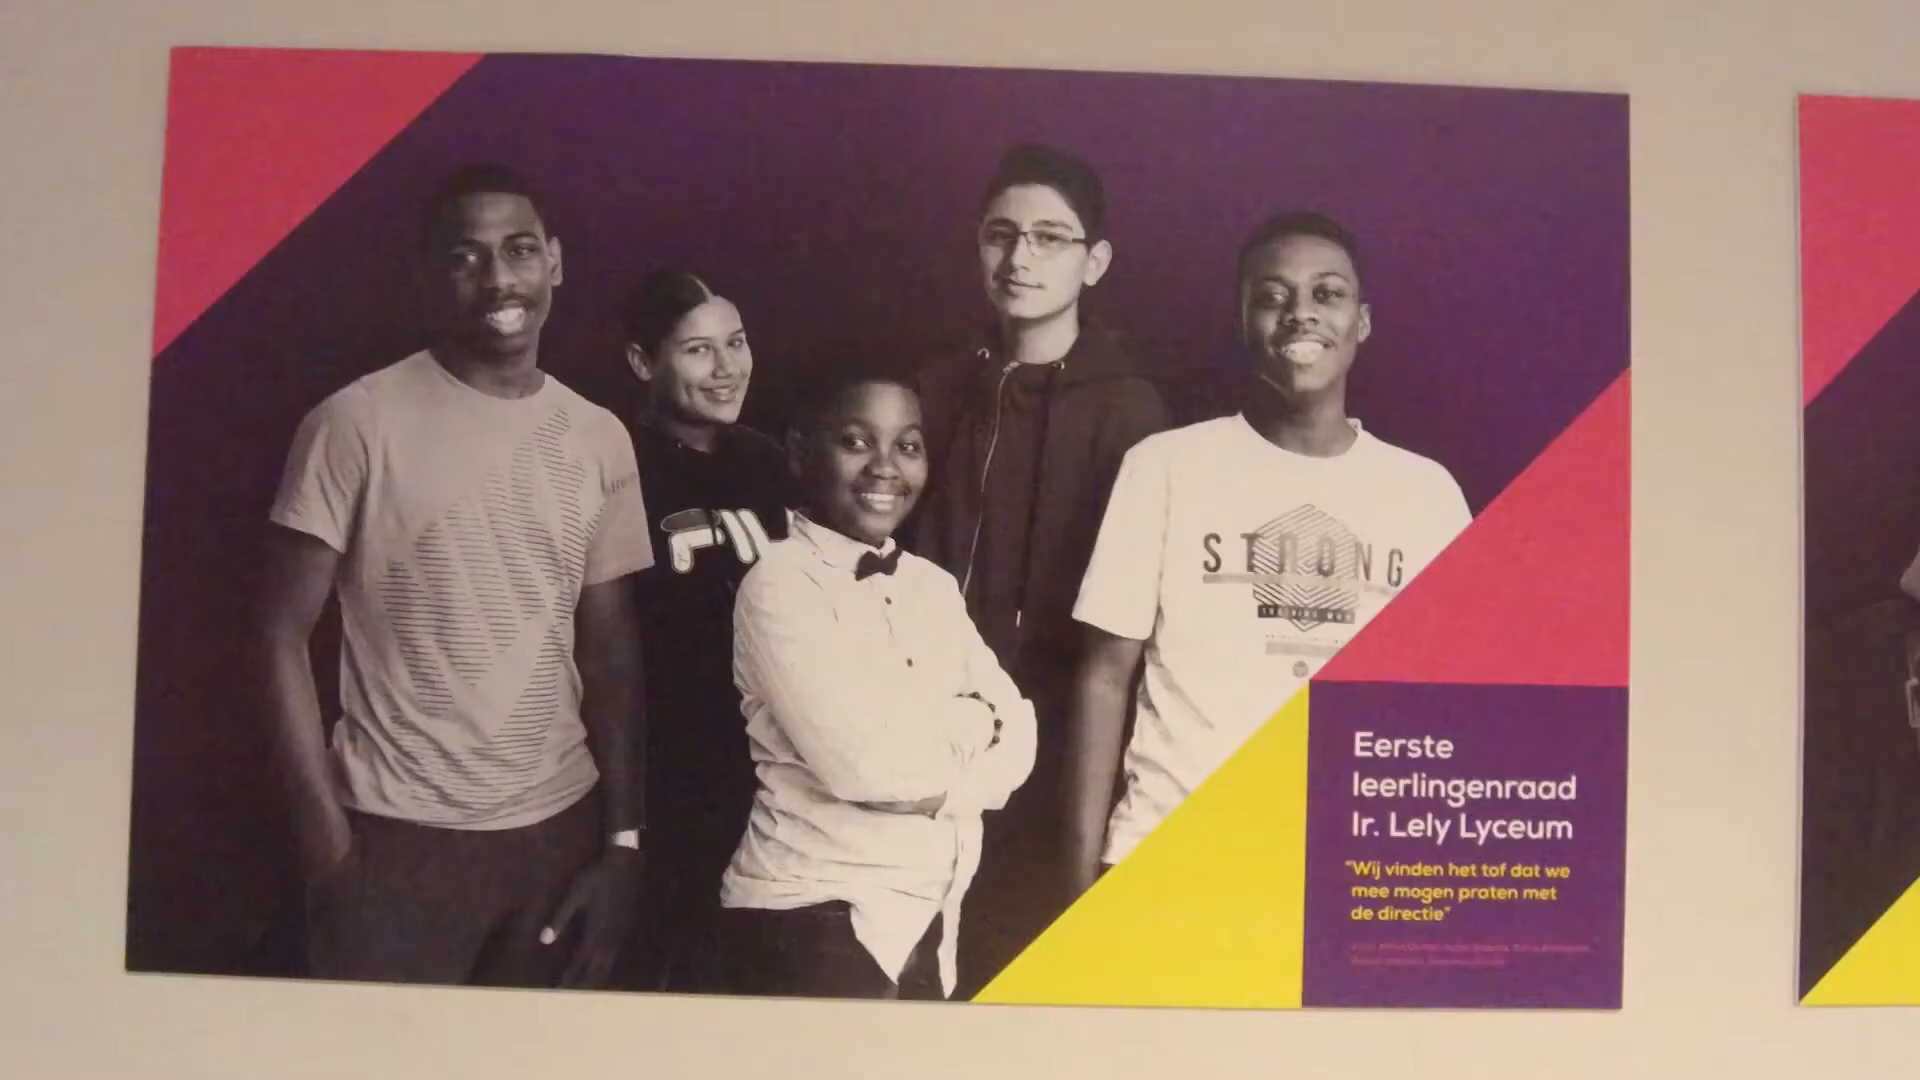 FIL
STRONG
Eerste
leerlingenraad
Ir. Lely Lyceum
"Wij vinden het tof dat we
mee mogen praten met
de directie"